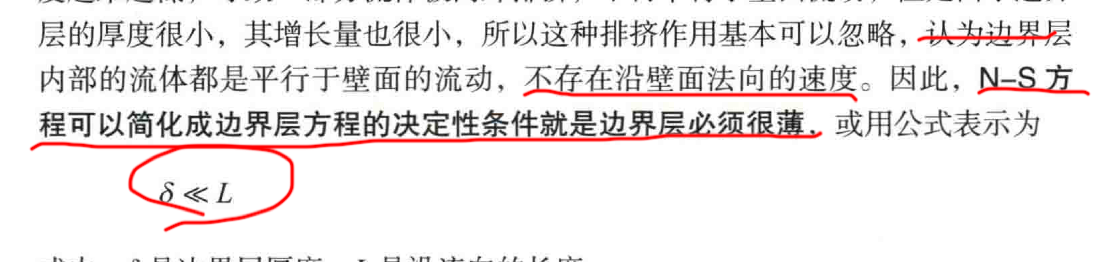 层的厚度很小，其增长量也很小，所以这种排挤作用基本可以忽略，认为边界层
内部的流体都是平行于壁面的流动，不存在沿壁面法向的速度。因此，N–S 方
程可以简化成边界层方程的决定性条件就是边界层必须很薄，或用公式表示为
δ ≪ L